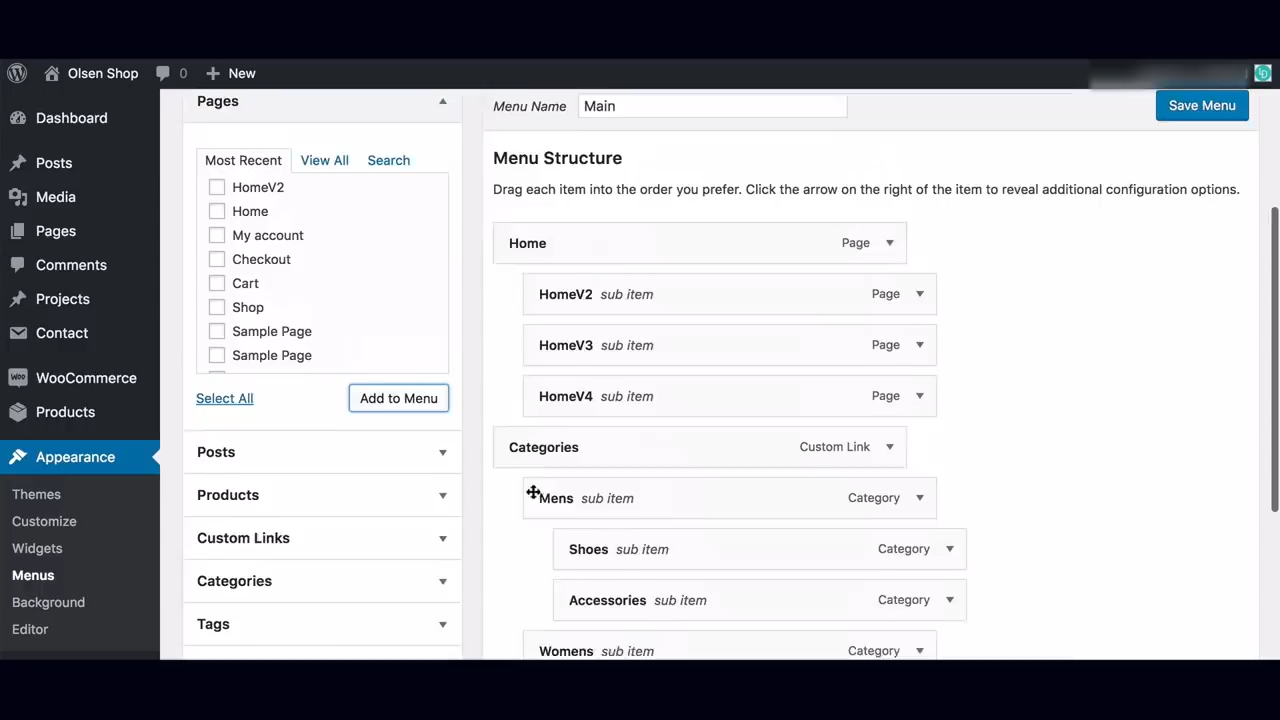 Olsen Shop 0 New
Dashboard
Posts
Media
Pages
Comments
Projects
Contact
WooCommerce
Products
Appearance
Themes
Customize
Widgets
Menus
Background
Editor
Pages
Most Recent View All Search
HomeV2
Home
My account
Checkout
Cart
Shop
Sample Page
Sample Page
Select All Add to Menu
Posts
Products
Custom Links
Categories
Tags
Menu Name Main Save Menu
Menu Structure
Drag each item into the order you prefer. Click the arrow on the right of the item to reveal additional configuration options.
Home Page
HomeV2 sub item Page
HomeV3 sub item Page
HomeV4 sub item Page
Categories Custom Link
Mens sub item Category
Shoes sub item Category
Accessories sub item Category
Womens sub item Category